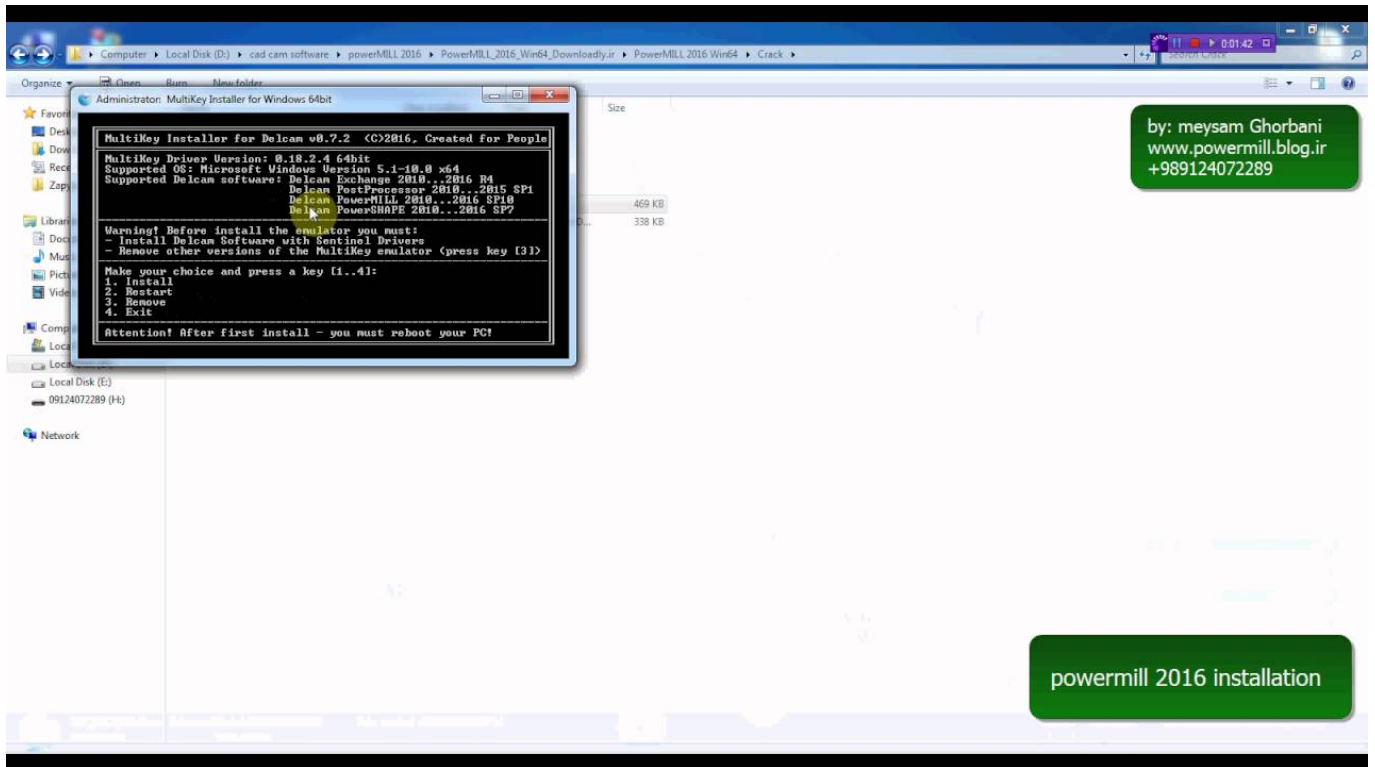 Computer ▸ Local Disk (D:) ▸ cad cam software ▸ powerMILL 2016 ▸ PowerMILL_2016_Win64_Downloadly.ir ▸ PowerMILL 2016 Win64 ▸ Crack ▸
0:01:42
Search Crack
Organize ▾ Open Burn New folder
Administrator: MultiKey Installer for Windows 64bit
Size
by: meysam Ghorbani
www.powermill.blog.ir
+989124072289
MultiKey Installer for Delcam v0.7.2 (C)2016, Created for People
MultiKey Driver Version: 0.18.2.4 64bit
Supported OS: Microsoft Windows Version 5.1-10.0 x64
Supported Delcam software: Delcam Exchange 2010...2016 R4
Delcam PostProcessor 2010...2015 SP1
Delcam PowerMILL 2010...2016 SP10
Delcam PowerSHAPE 2010...2016 SP7
469 KB
338 KB
Warning! Before install the emulator you must:
- Install Delcam Software with Sentinel Drivers
- Remove other versions of the MultiKey emulator (press key [3])
Make your choice and press a key [1..4]:
1. Install
2. Restart
3. Remove
4. Exit
Attention! After first install - you must reboot your PC!
Local Disk (E:)
09124072289 (H:)
Network
powermill 2016 installation